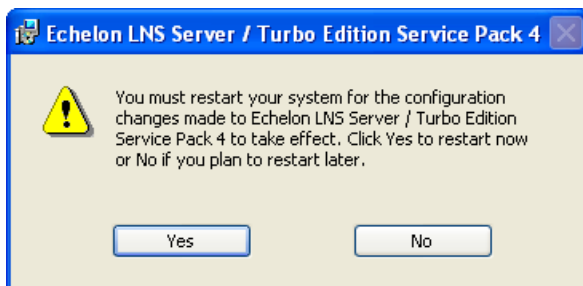 Echelon LNS Server / Turbo Edition Service Pack 4
You must restart your system for the configuration
changes made to Echelon LNS Server / Turbo Edition
Service Pack 4 to take effect. Click Yes to restart now
or No if you plan to restart later.
Yes
No